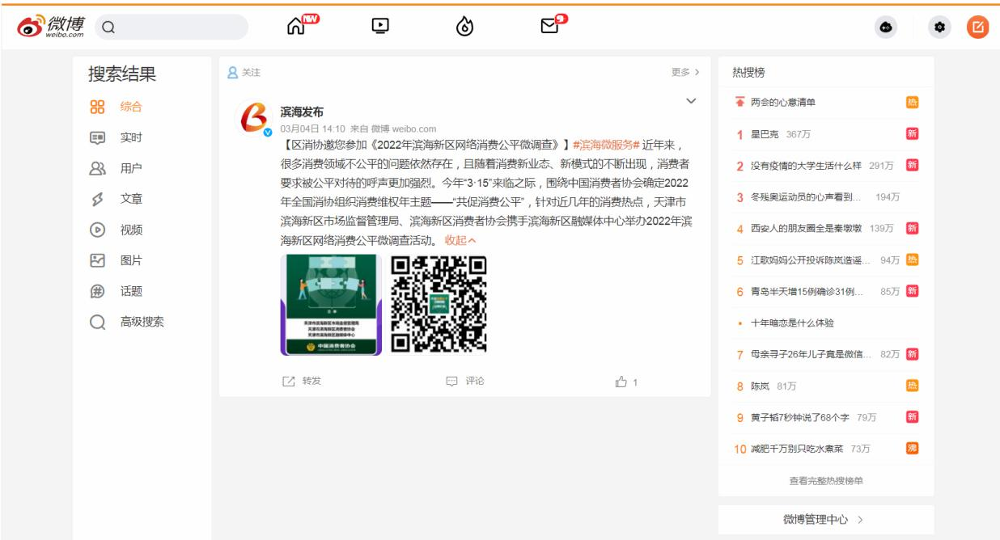 微博
weibo.com
NEW
搜索结果
综合
实时
用户
文章
视频
图片
话题
高级搜索
关注
更多
滨海发布
03月04日 14:10 来自 微博 weibo.com
【区消协邀您参加《2022年滨海新区网络消费公平微调查》】#滨海微服务# 近年来，
很多消费领域不公平的问题依然存在，且随着消费新业态、新模式的不断出现，消费者
要求被公平对待的呼声更加强烈。今年“3·15”来临之际，围绕中国消费者协会确定2022
年全国消协组织消费维权年主题——“共促消费公平”，针对近几年的消费热点，天津市
滨海新区市场监督管理局、滨海新区消费者协会携手滨海新区融媒体中心举办2022年滨
海新区网络消费公平微调查活动。 收起
天津市滨海新区市场监督管理局
天津市滨海新区消费者协会
天津市滨海新区融媒体中心
中国消费者协会
转发
评论
1
热搜榜
两会的心意清单 热
1 星巴克 367万 新
2 没有疫情的大学生活什么样 291万 新
3 冬残奥运动员的心声看到... 194万
4 西安人的朋友圈全是秦墩墩 139万 新
5 江歌妈妈公开投诉陈岚造谣... 94万 热
6 青岛半天增15例确诊31例... 85万 新
十年暗恋是什么体验
7 母亲寻子26年儿子竟是微信... 82万 新
8 陈岚 81万 热
9 黄子韬7秒钟说了68个字 79万 新
10 减肥千万别只吃水煮菜 73万 沸
查看完整热搜榜单
微博管理中心